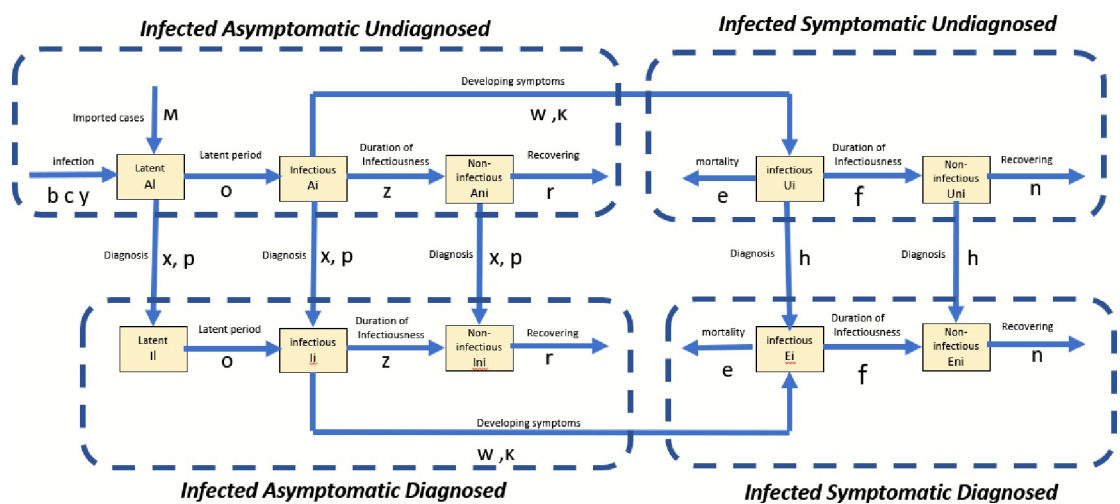 Infected Asymptomatic Undiagnosed
Infected Symptomatic Undiagnosed
Developing symptoms
W ,K
Imported cases
M
infection
b c y
Latent
Al
Latent period
o
Infectious
Ai
Duration of
Infectiousness
z
Non-
infectious
Ani
Recovering
r
mortality
e
infectious
Ui
Duration of
Infectiousness
f
Non-
infectious
Uni
Recovering
n
Diagnosis
x, p
Diagnosis
x, p
Diagnosis
x, p
Diagnosis
h
Diagnosis
h
Latent
Il
Latent period
o
infectious
Ii
Duration of
Infectiousness
z
Non-
infectious
Ini
Recovering
r
mortality
e
infectious
Ei
Duration of
Infectiousness
f
Non-
infectious
Eni
Recovering
n
Developing symptoms
W ,K
Infected Asymptomatic Diagnosed
Infected Symptomatic Diagnosed